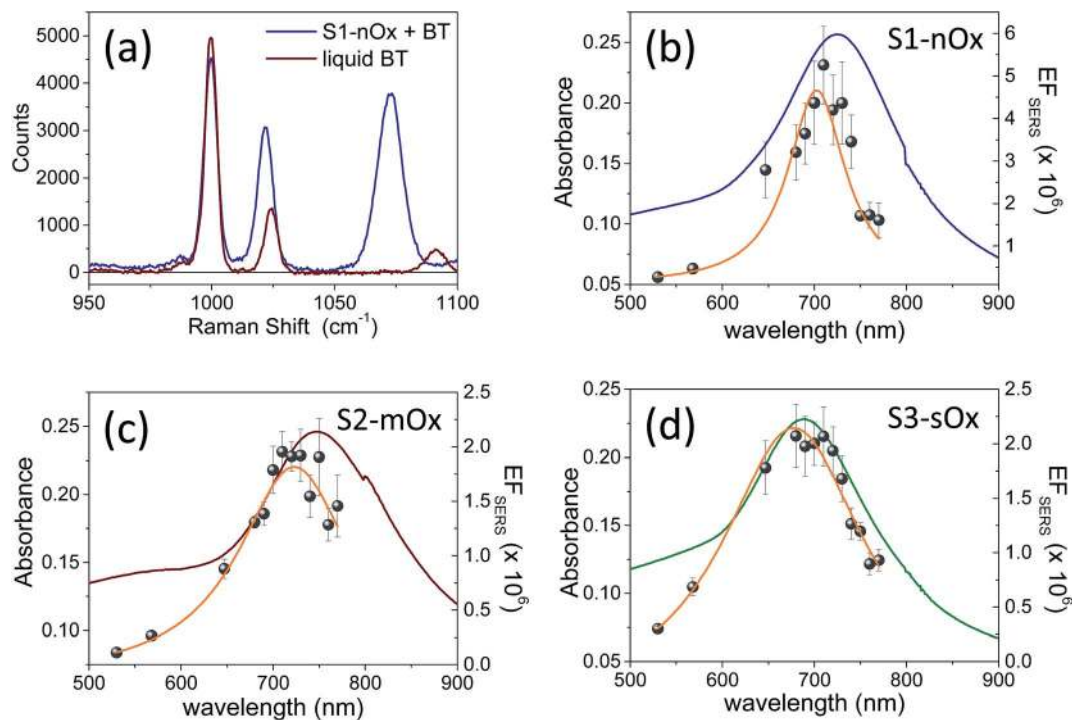 (a)
S1-nOx + BT
liquid BT
Counts
5000
4000
3000
2000
1000
0
950
1000
1050
1100
Raman Shift (cm⁻¹)
(b)
S1-nOx
Absorbance
0.25
0.20
0.15
0.10
0.05
500
600
700
800
900
wavelength (nm)
6
5
4
3
2
1
EF_SERS (x 10⁶)
(c)
S2-mOx
Absorbance
0.25
0.20
0.15
0.10
500
600
700
800
900
wavelength (nm)
2.5
2.0
1.5
1.0
0.5
0.0
EF_SERS (x 10⁶)
(d)
S3-sOx
Absorbance
0.25
0.20
0.15
0.10
0.05
500
600
700
800
900
wavelength (nm)
2.5
2.0
1.5
1.0
0.5
0.0
EF_SERS (x 10⁶)